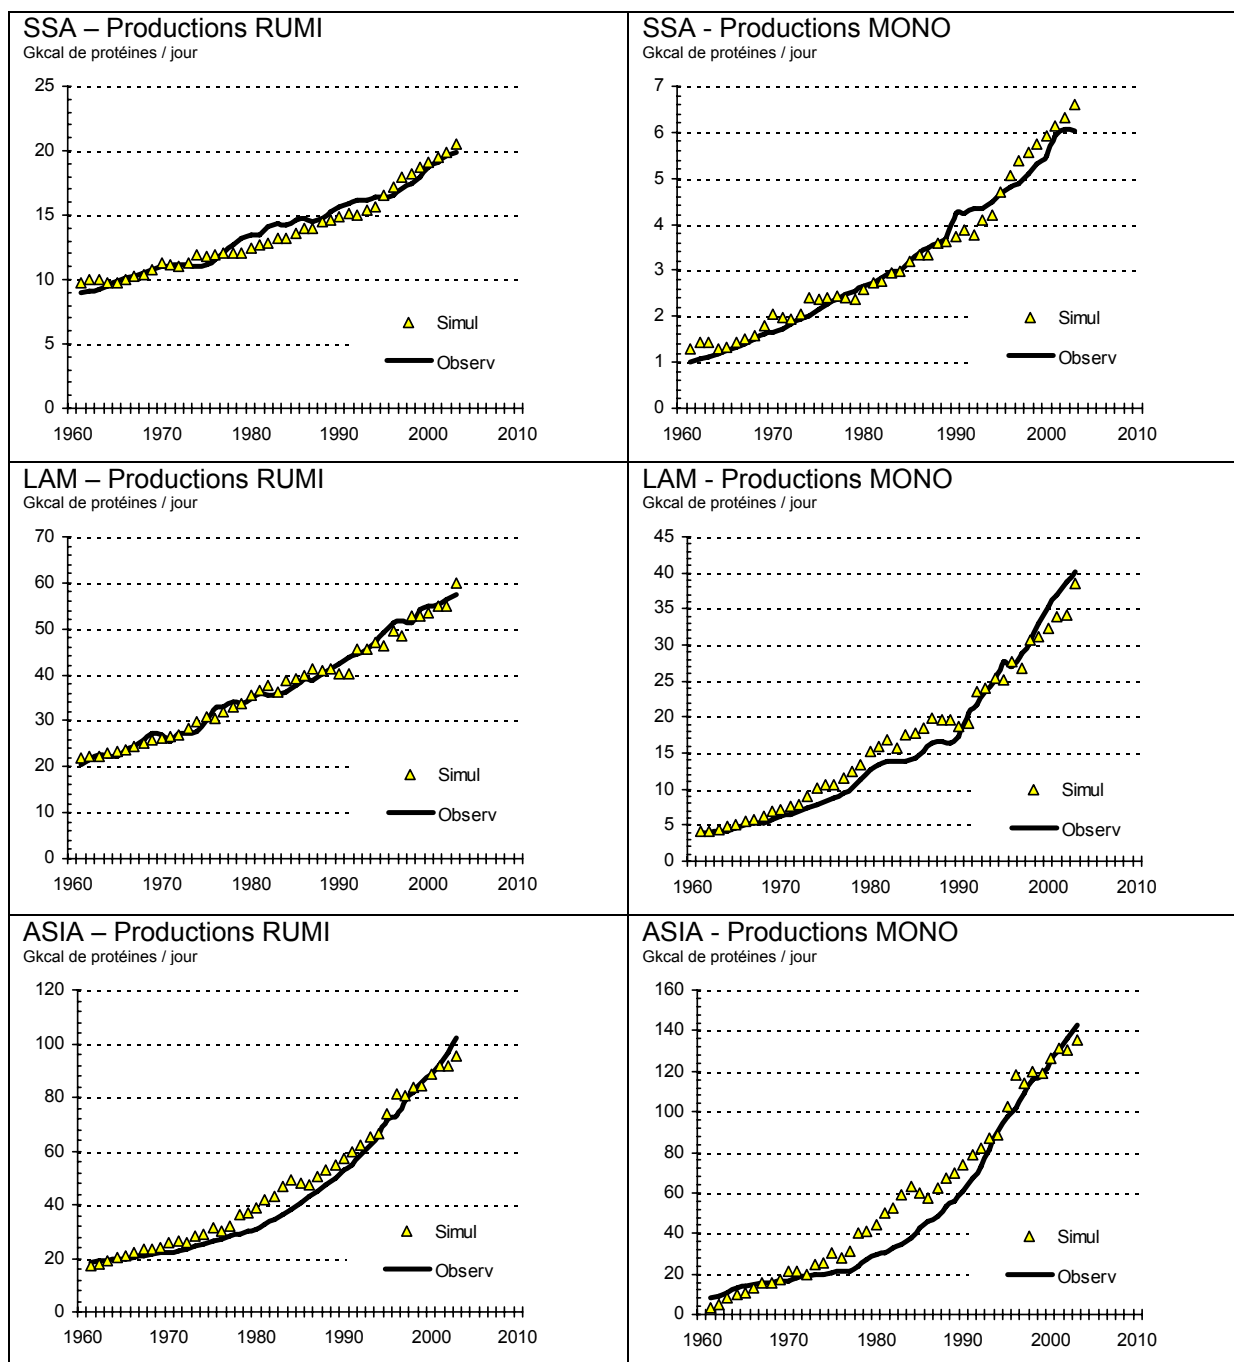 SSA – Productions RUMI
Gkcal de protéines / jour
25
20
15
10
5
0
1960 1970 1980 1990 2000 2010
Simul
Observ
SSA - Productions MONO
Gkcal de protéines / jour
7
6
5
4
3
2
1
0
1960 1970 1980 1990 2000 2010
Simul
Observ
LAM – Productions RUMI
Gkcal de protéines / jour
70
60
50
40
30
20
10
0
1960 1970 1980 1990 2000 2010
Simul
Observ
LAM - Productions MONO
Gkcal de protéines / jour
45
40
35
30
25
20
15
10
5
0
1960 1970 1980 1990 2000 2010
Simul
Observ
ASIA – Productions RUMI
Gkcal de protéines / jour
120
100
80
60
40
20
0
1960 1970 1980 1990 2000 2010
Simul
Observ
ASIA - Productions MONO
Gkcal de protéines / jour
160
140
120
100
80
60
40
20
0
1960 1970 1980 1990 2000 2010
Simul
Observ